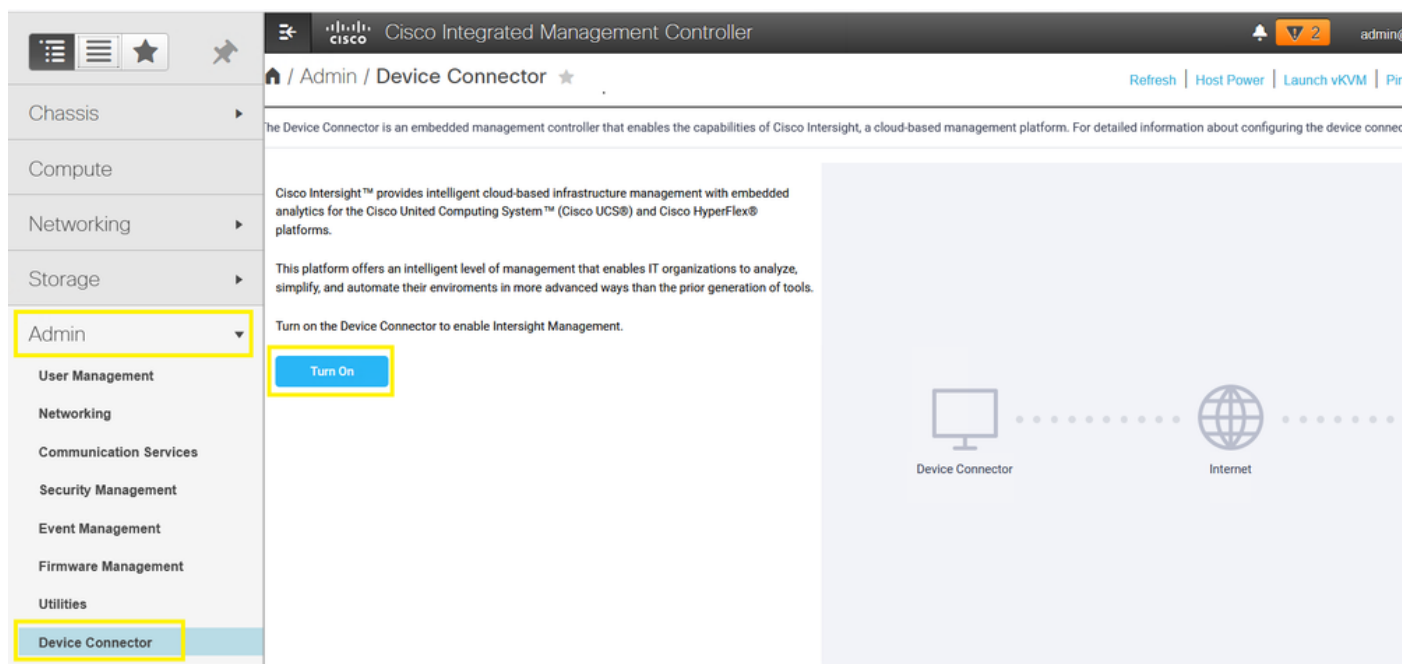 cisco
Cisco Integrated Management Controller
2
admin@
/ Admin / Device Connector
Refresh | Host Power | Launch vKVM | Pin
Chassis
Compute
Networking
Storage
Admin
User Management
Networking
Communication Services
Security Management
Event Management
Firmware Management
Utilities
Device Connector
The Device Connector is an embedded management controller that enables the capabilities of Cisco Intersight, a cloud-based management platform. For detailed information about configuring the device connec
Cisco Intersight™ provides intelligent cloud-based infrastructure management with embedded
analytics for the Cisco United Computing System™ (Cisco UCS®) and Cisco HyperFlex®
platforms.
This platform offers an intelligent level of management that enables IT organizations to analyze,
simplify, and automate their enviroments in more advanced ways than the prior generation of tools.
Turn on the Device Connector to enable Intersight Management.
Turn On
Device Connector
Internet